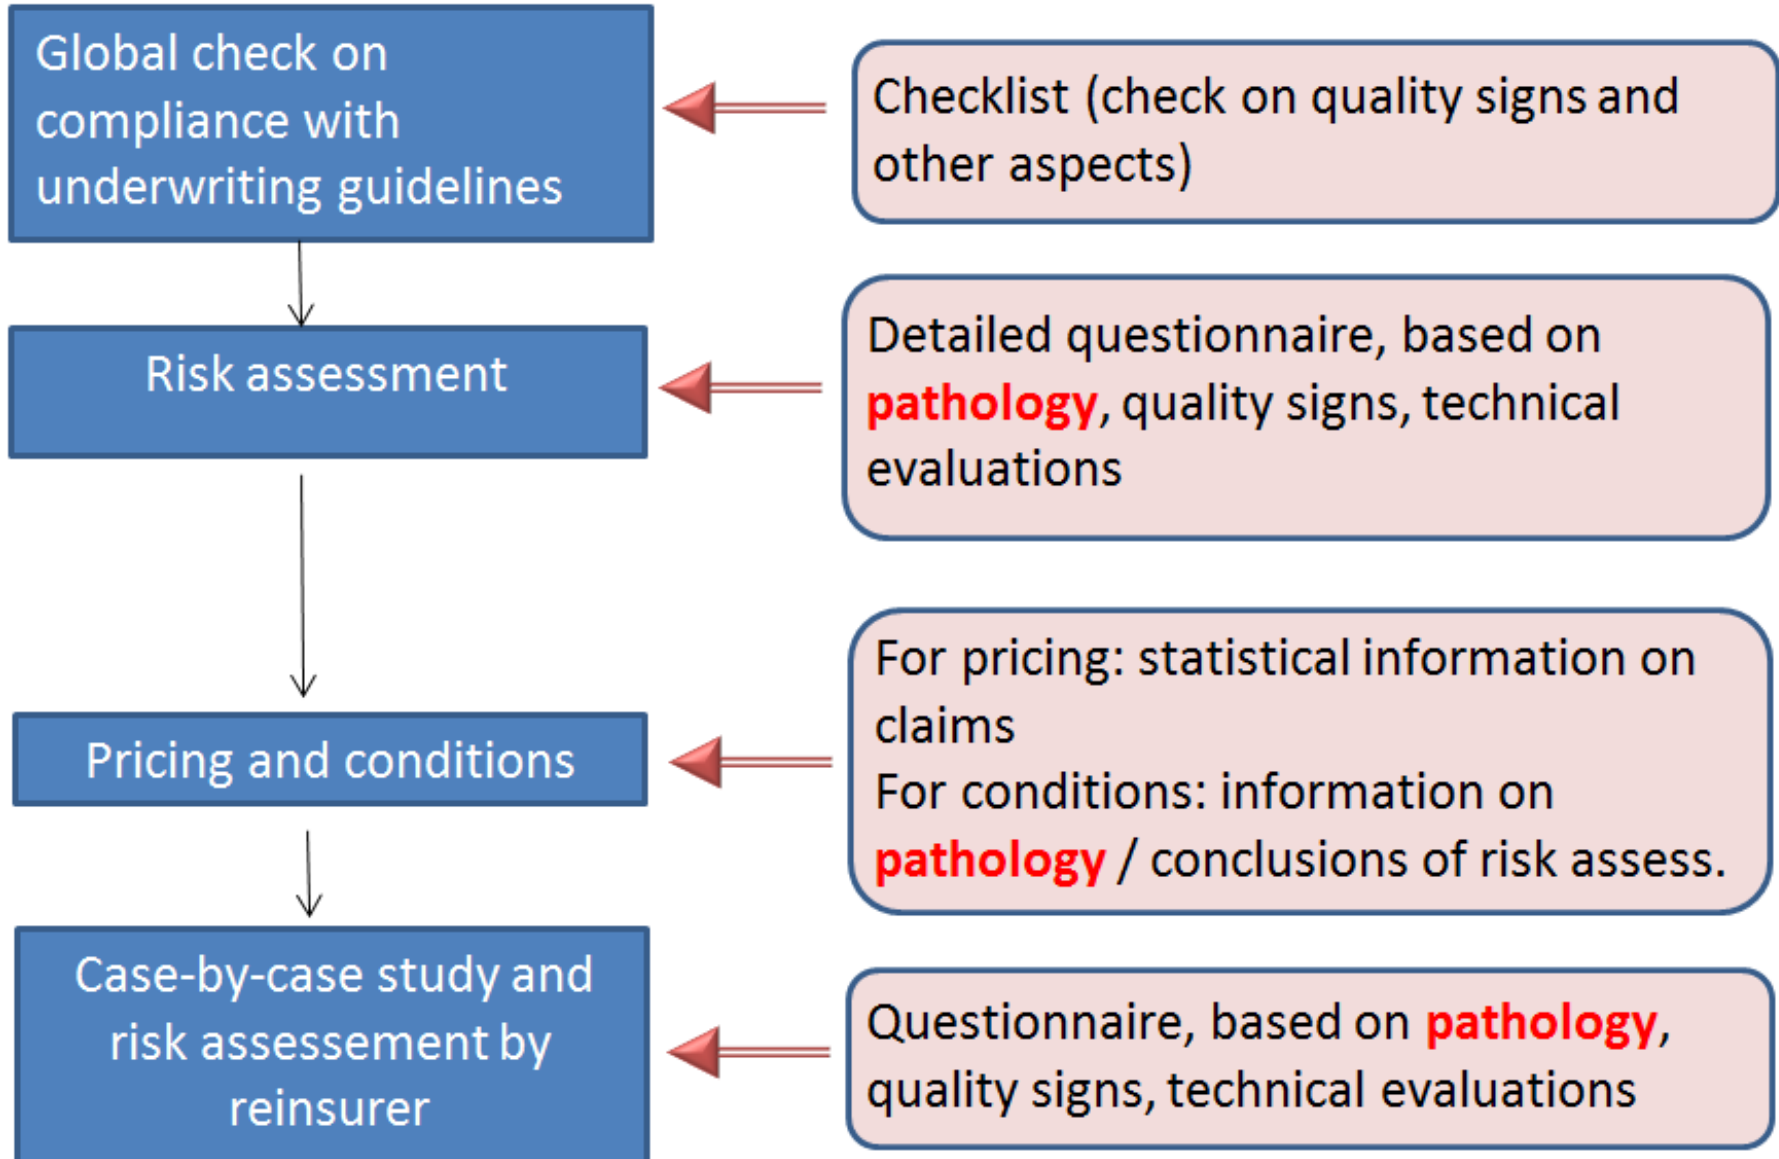 Global check on
compliance with
underwriting guidelines
Checklist (check on quality signs and
other aspects)
Risk assessment
Detailed questionnaire, based on
pathology, quality signs, technical
evaluations
Pricing and conditions
For pricing: statistical information on
claims
For conditions: information on
pathology / conclusions of risk assess.
Case-by-case study and
risk assessement by
reinsurer
Questionnaire, based on pathology,
quality signs, technical evaluations